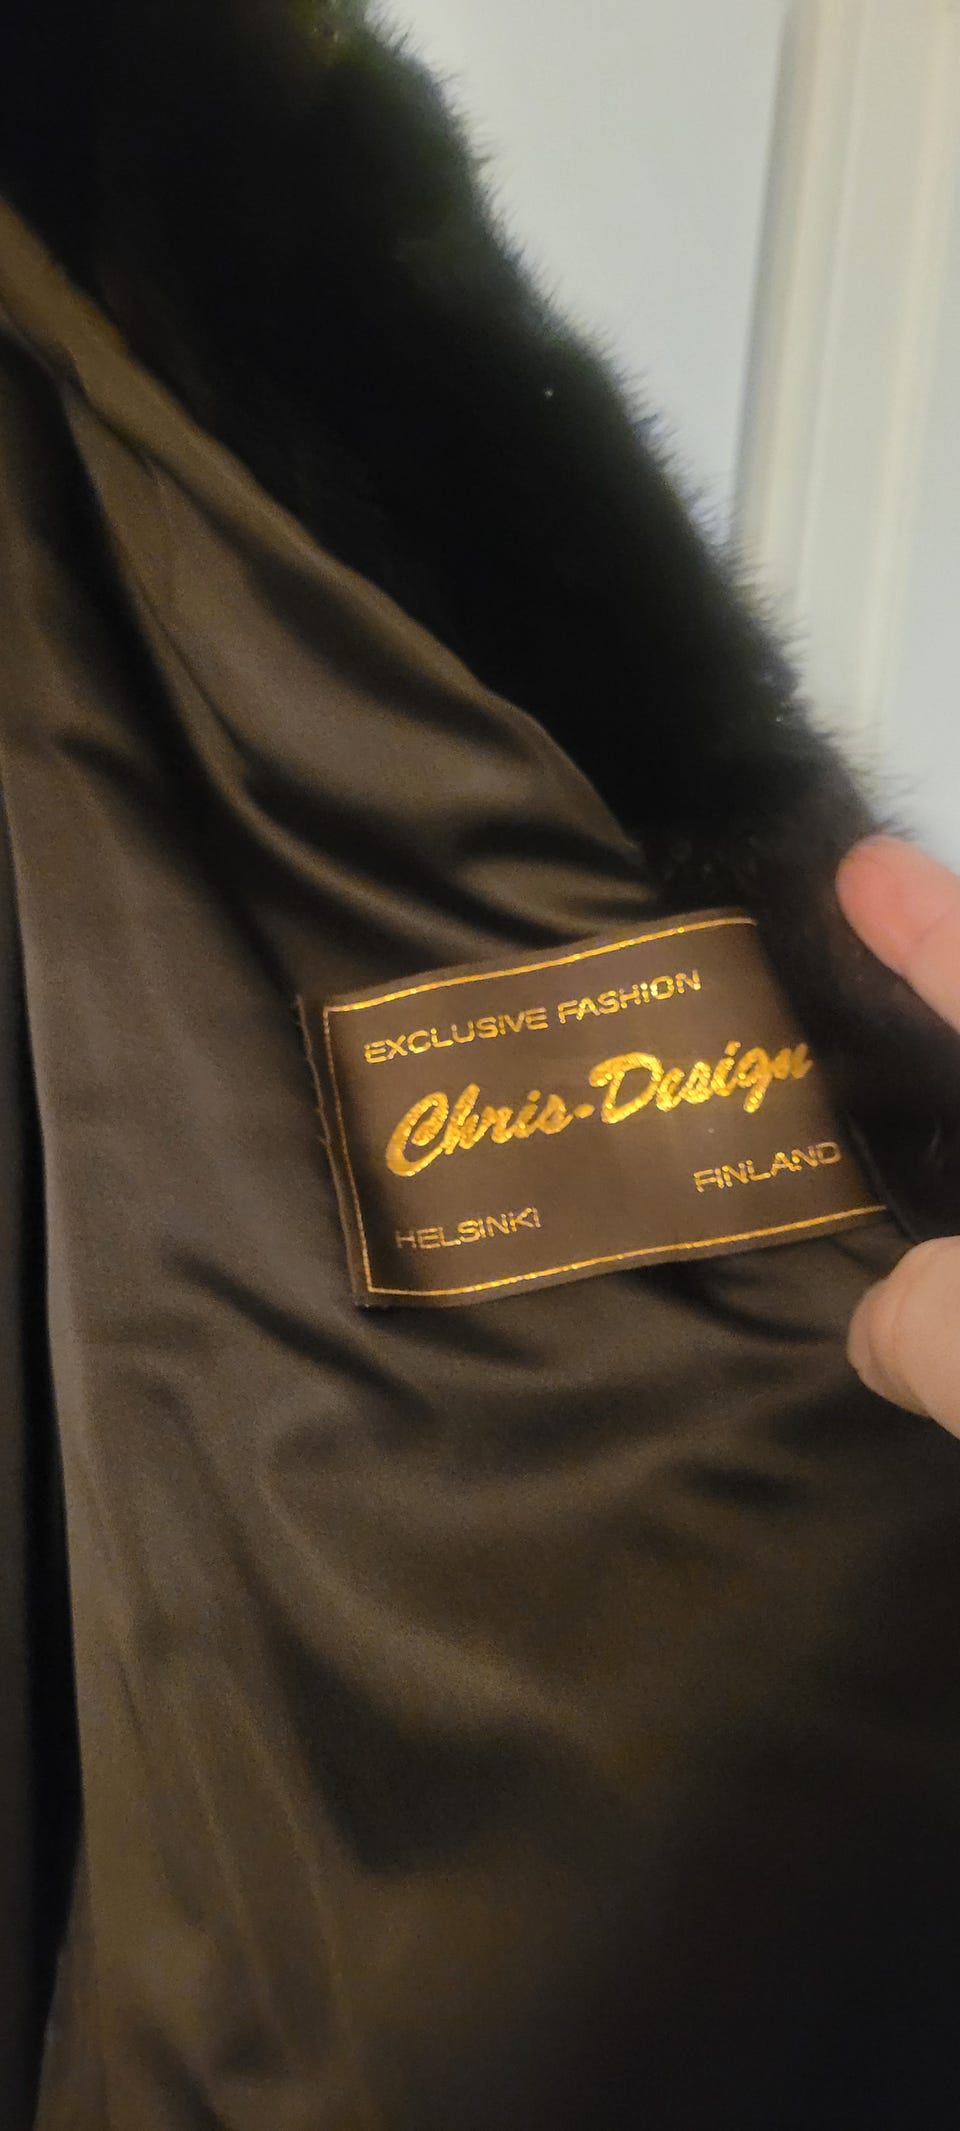 EXCLUSIVE FASHION
Chris-Design
HELSINKI FINLAND